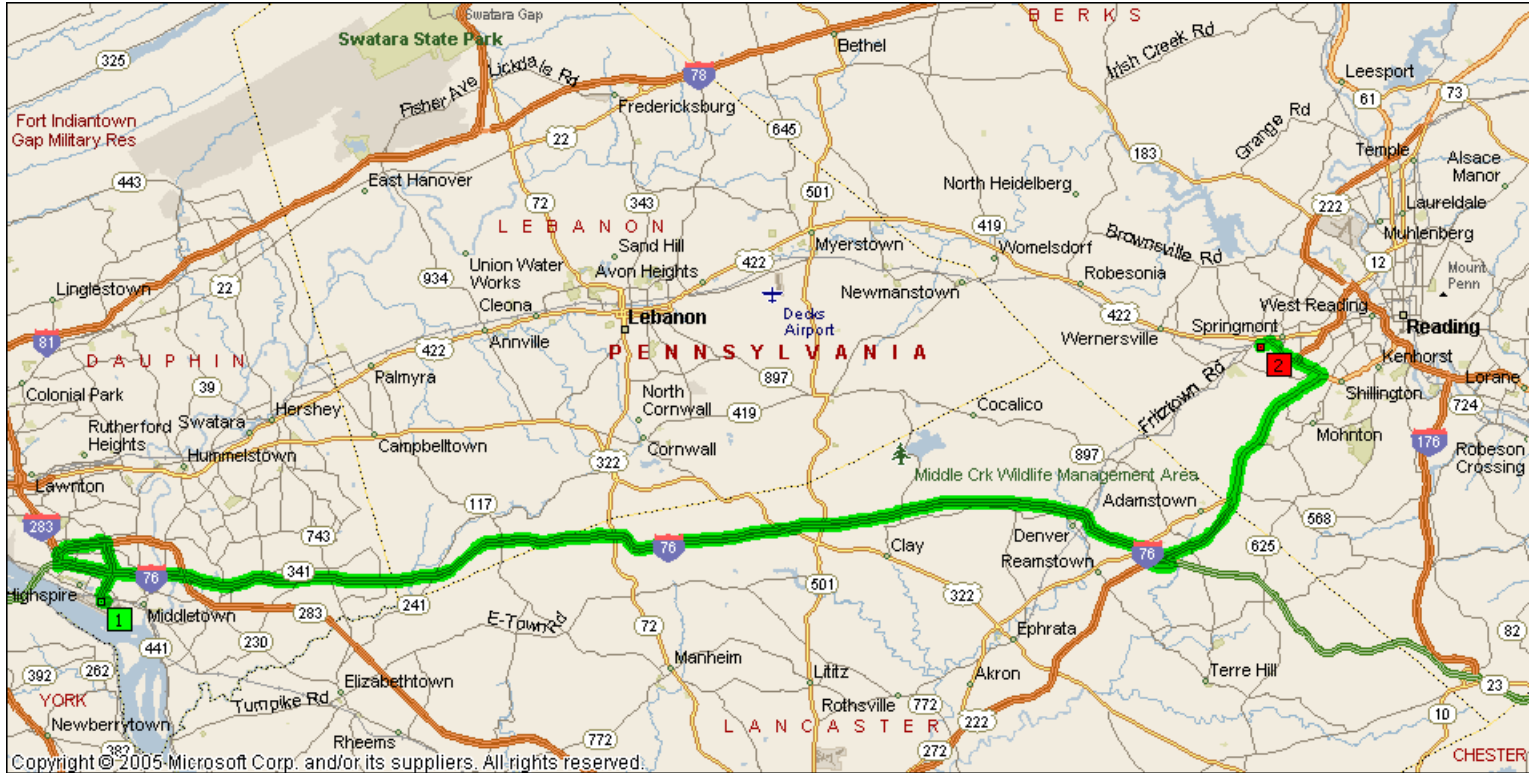 Swatara Gap
BERKS
Swatara State Park
Bethel
Irish Creek Rd
325
Lickdale Rd
78
Leesport
Fisher Ave
Fredericksburg
61
73
Fort Indiantown
Gap Military Res
22
645
Grange Rd
183
Temple
Alsace
Manor
443
East Hanover
501
North Heidelberg
72
343
222
Laureldale
LEBANON
419
Muhlenberg
Sand Hill
Myerstown
Womelsdorf
Brownsville Rd
Union Water
Works
Avon Heights
422
12
Mount
Penn
934
22
Linglestown
Cleona
Newmanstown
Robesonia
West Reading
Decks
Airport
Lebanon
422
Springmont
Reading
81
Annville
Wernersville
DAUPHIN
422
PENNSYLVANIA
2
Kenhorst
Palmyra
897
Fritztown Rd
Lorane
Colonial Park
39
North
Cornwall
Shillington
Hershey
419
Cocalico
724
Rutherford
Heights
Swatara
Mohnton
Campbelltown
Cornwall
176
Hummelstown
322
897
Robeson
Crossing
Lawnton
Middle Crk Wildlife Management Area
Adamstown
117
283
743
568
Denver
76
Clay
76
625
341
Reamstown
76
Highspire
501
241
322
1
Middletown
283
E-Town Rd
72
Ephrata
82
230
441
Manheim
Lititz
Akron
Terre Hill
392
262
Elizabethtown
23
YORK
Turnpike Rd
Rothsville
772
Newberrytown
LANCASTER
222
10
382
Rheems
772
272
CHESTER
Copyright © 2005 Microsoft Corp. and/or its suppliers. All rights reserved.